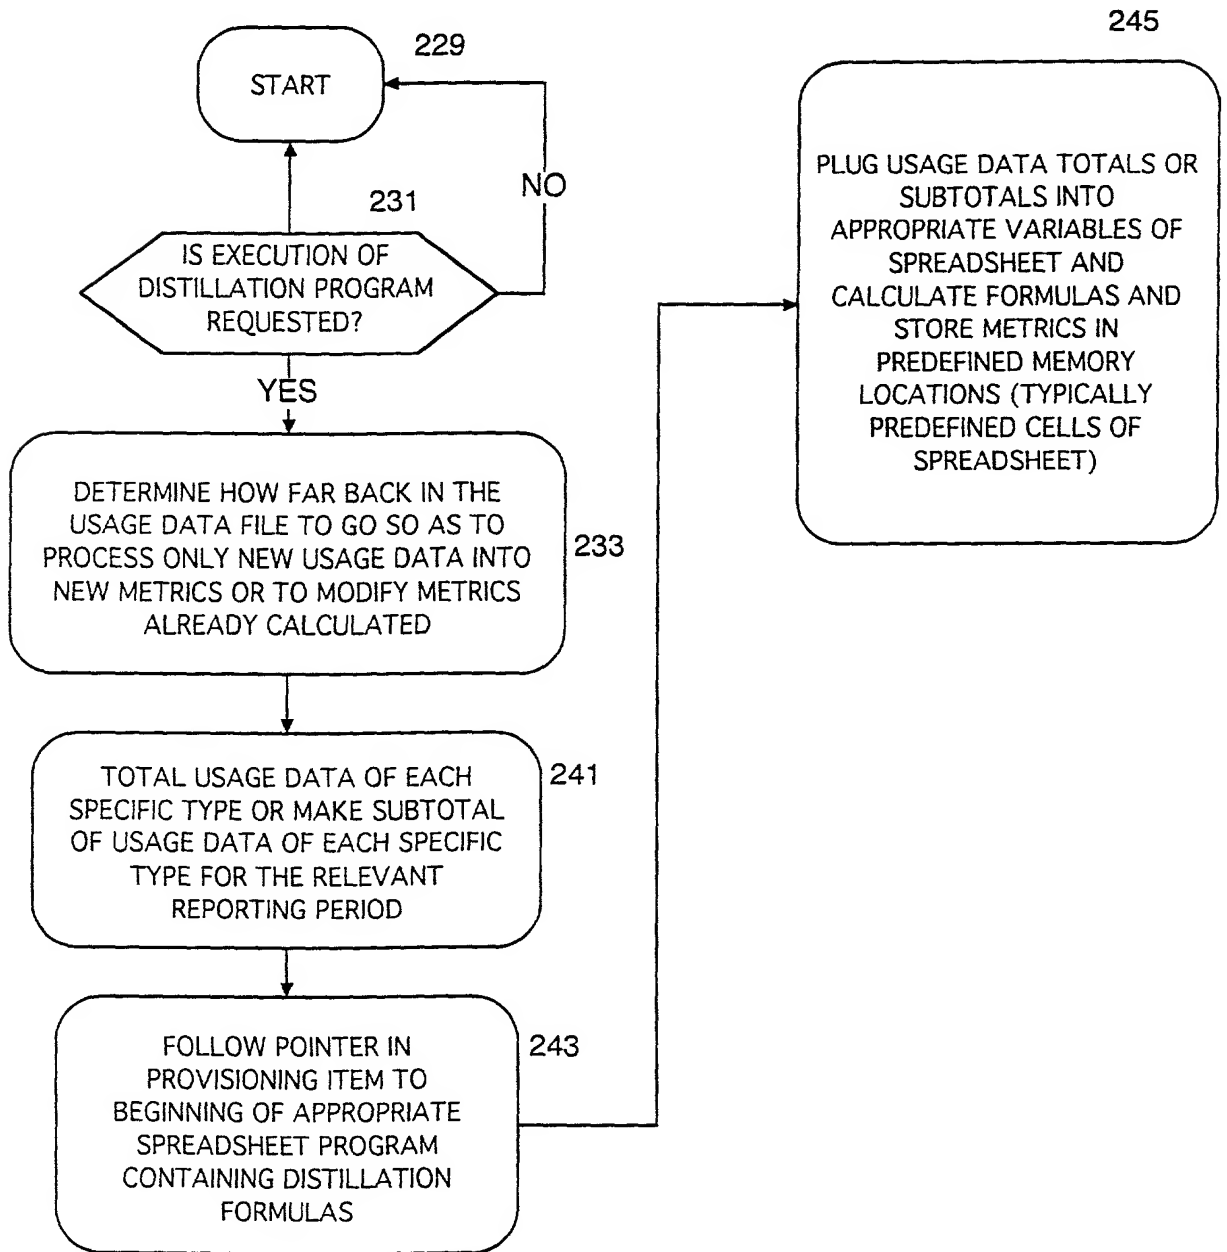 229
START
NO
231
IS EXECUTION OF
DISTILLATION PROGRAM
REQUESTED?
YES
DETERMINE HOW FAR BACK IN THE
USAGE DATA FILE TO GO SO AS TO
PROCESS ONLY NEW USAGE DATA INTO
NEW METRICS OR TO MODIFY METRICS
ALREADY CALCULATED
233
TOTAL USAGE DATA OF EACH
SPECIFIC TYPE OR MAKE SUBTOTAL
OF USAGE DATA OF EACH SPECIFIC
TYPE FOR THE RELEVANT
REPORTING PERIOD
241
FOLLOW POINTER IN
PROVISIONING ITEM TO
BEGINNING OF APPROPRIATE
SPREADSHEET PROGRAM
CONTAINING DISTILLATION
FORMULAS
243
245
PLUG USAGE DATA TOTALS OR
SUBTOTALS INTO
APPROPRIATE VARIABLES OF
SPREADSHEET AND
CALCULATE FORMULAS AND
STORE METRICS IN
PREDEFINED MEMORY
LOCATIONS (TYPICALLY
PREDEFINED CELLS OF
SPREADSHEET)